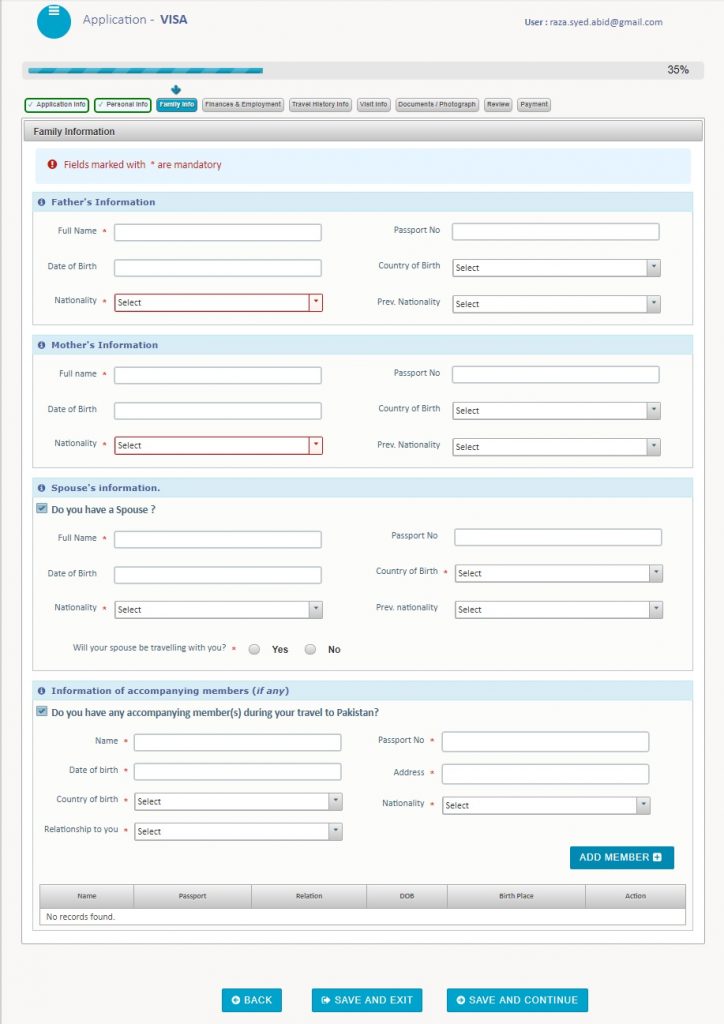 Application - VISA
User : raza.syed.abid@gmail.com
35%
✓ Application Info ✓ Personal Info Family Info Finances & Employment Travel History Info Visit Info Documents / Photograph Review Payment
Family Information
Fields marked with * are mandatory
Father's Information
Full Name * Passport No
Date of Birth Country of Birth Select
Nationality * Select Prev. Nationality Select
Mother's Information
Full name * Passport No
Date of Birth Country of Birth Select
Nationality * Select Prev. Nationality Select
Spouse's information.
Do you have a Spouse ?
Full Name * Passport No
Date of Birth Country of Birth * Select
Nationality * Select Prev. nationality Select
Will your spouse be travelling with you? * Yes No
Information of accompanying members (if any)
Do you have any accompanying member(s) during your travel to Pakistan?
Name * Passport No *
Date of birth * Address *
Country of birth * Select Nationality * Select
Relationship to you * Select
ADD MEMBER
Name Passport Relation DOB Birth Place Action
No records found.
BACK SAVE AND EXIT SAVE AND CONTINUE